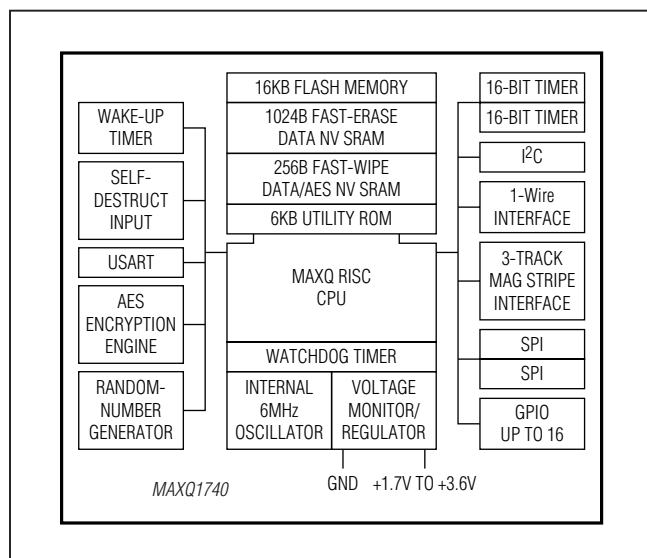 WAKE-UP
TIMER
SELF-
DESTRUCT
INPUT
USART
AES
ENCRYPTION
ENGINE
RANDOM-
NUMBER
GENERATOR
16KB FLASH MEMORY
1024B FAST-ERASE
DATA NV SRAM
256B FAST-WIPE
DATA/AES NV SRAM
6KB UTILITY ROM
MAXQ RISC
CPU
WATCHDOG TIMER
INTERNAL
6MHz
OSCILLATOR
VOLTAGE
MONITOR/
REGULATOR
16-BIT TIMER
16-BIT TIMER
I²C
1-Wire
INTERFACE
3-TRACK
MAG STRIPE
INTERFACE
SPI
SPI
GPIO
UP TO 16
MAXQ1740
GND +1.7V TO +3.6V